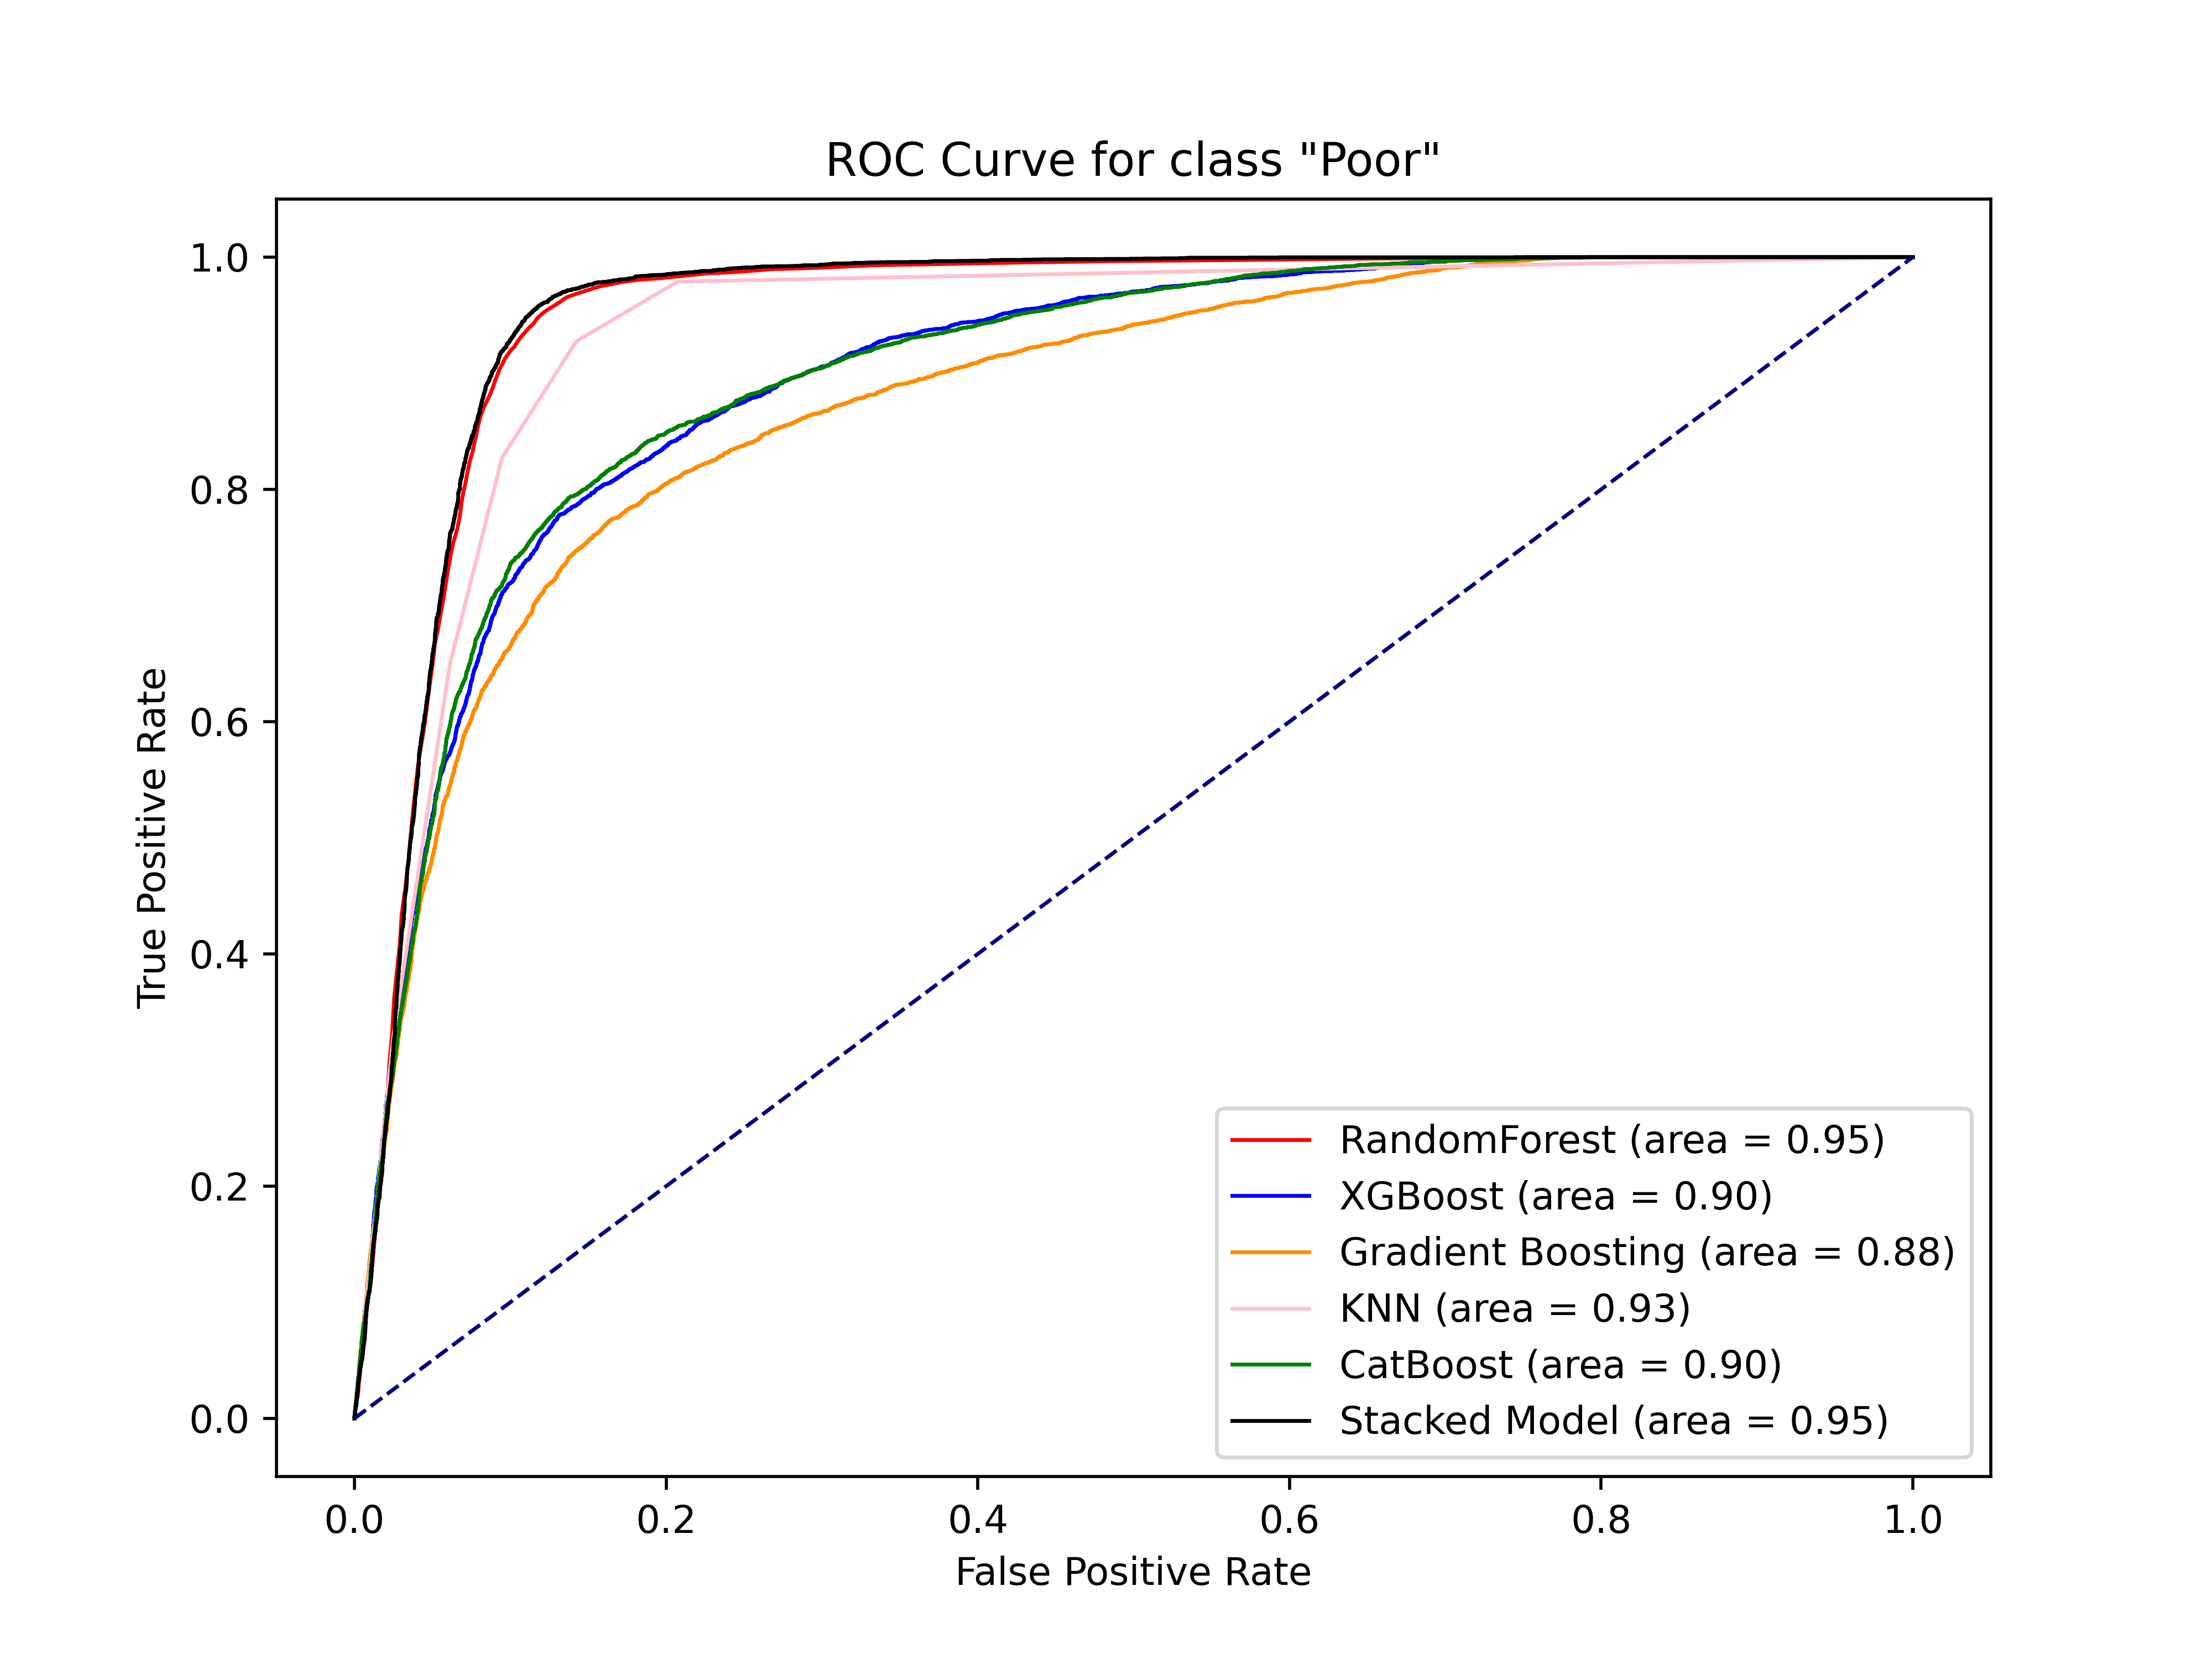 ROC Curve for class "Poor"
1.0
0.8
0.6
0.4
0.2
0.0
True Positive Rate
RandomForest (area = 0.95)
XGBoost (area = 0.90)
Gradient Boosting (area = 0.88)
KNN (area = 0.93)
CatBoost (area = 0.90)
Stacked Model (area = 0.95)
0.0 0.2 0.4 0.6 0.8 1.0
False Positive Rate